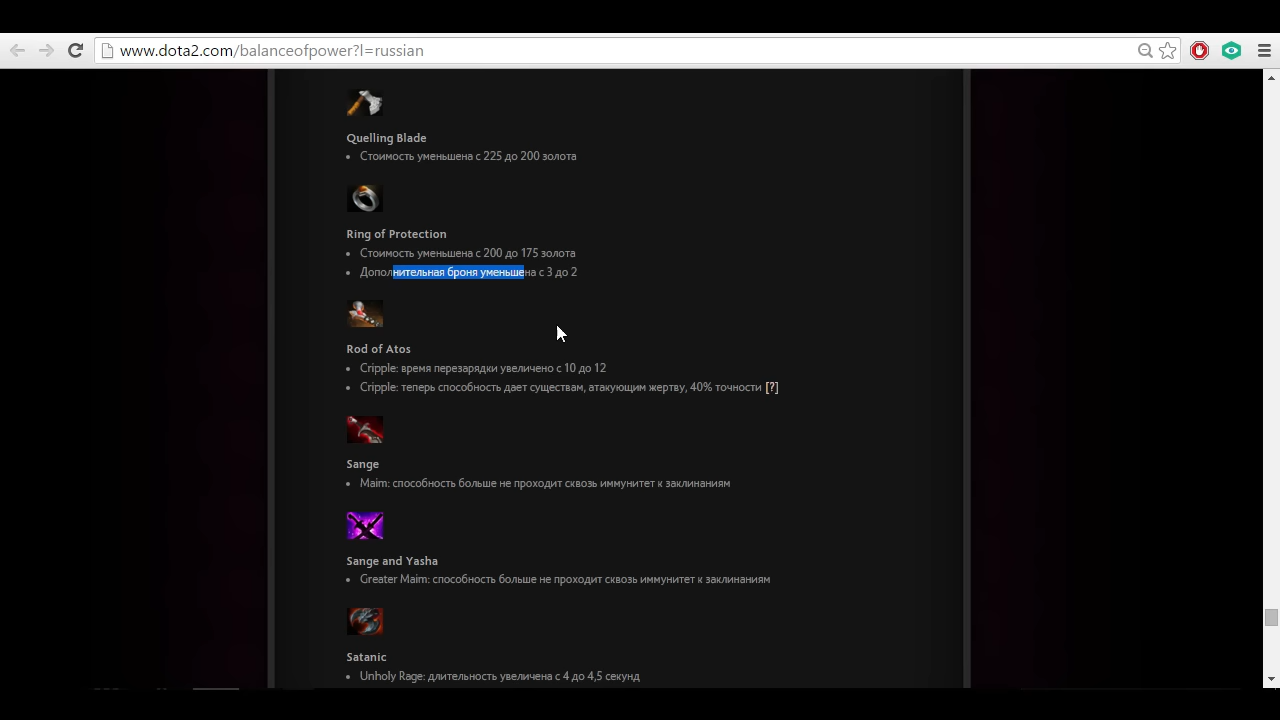 www.dota2.com/balanceofpower?l=russian
Quelling Blade
• Стоимость уменьшена с 225 до 200 золота
Ring of Protection
• Стоимость уменьшена с 200 до 175 золота
• Дополнительная броня уменьшена с 3 до 2
Rod of Atos
• Cripple: время перезарядки увеличено с 10 до 12
• Cripple: теперь способность дает существам, атакующим жертву, 40% точности [?]
Sange
• Maim: способность больше не проходит сквозь иммунитет к заклинаниям
Sange and Yasha
• Greater Maim: способность больше не проходит сквозь иммунитет к заклинаниям
Satanic
• Unholy Rage: длительность увеличена с 4 до 4,5 секунд